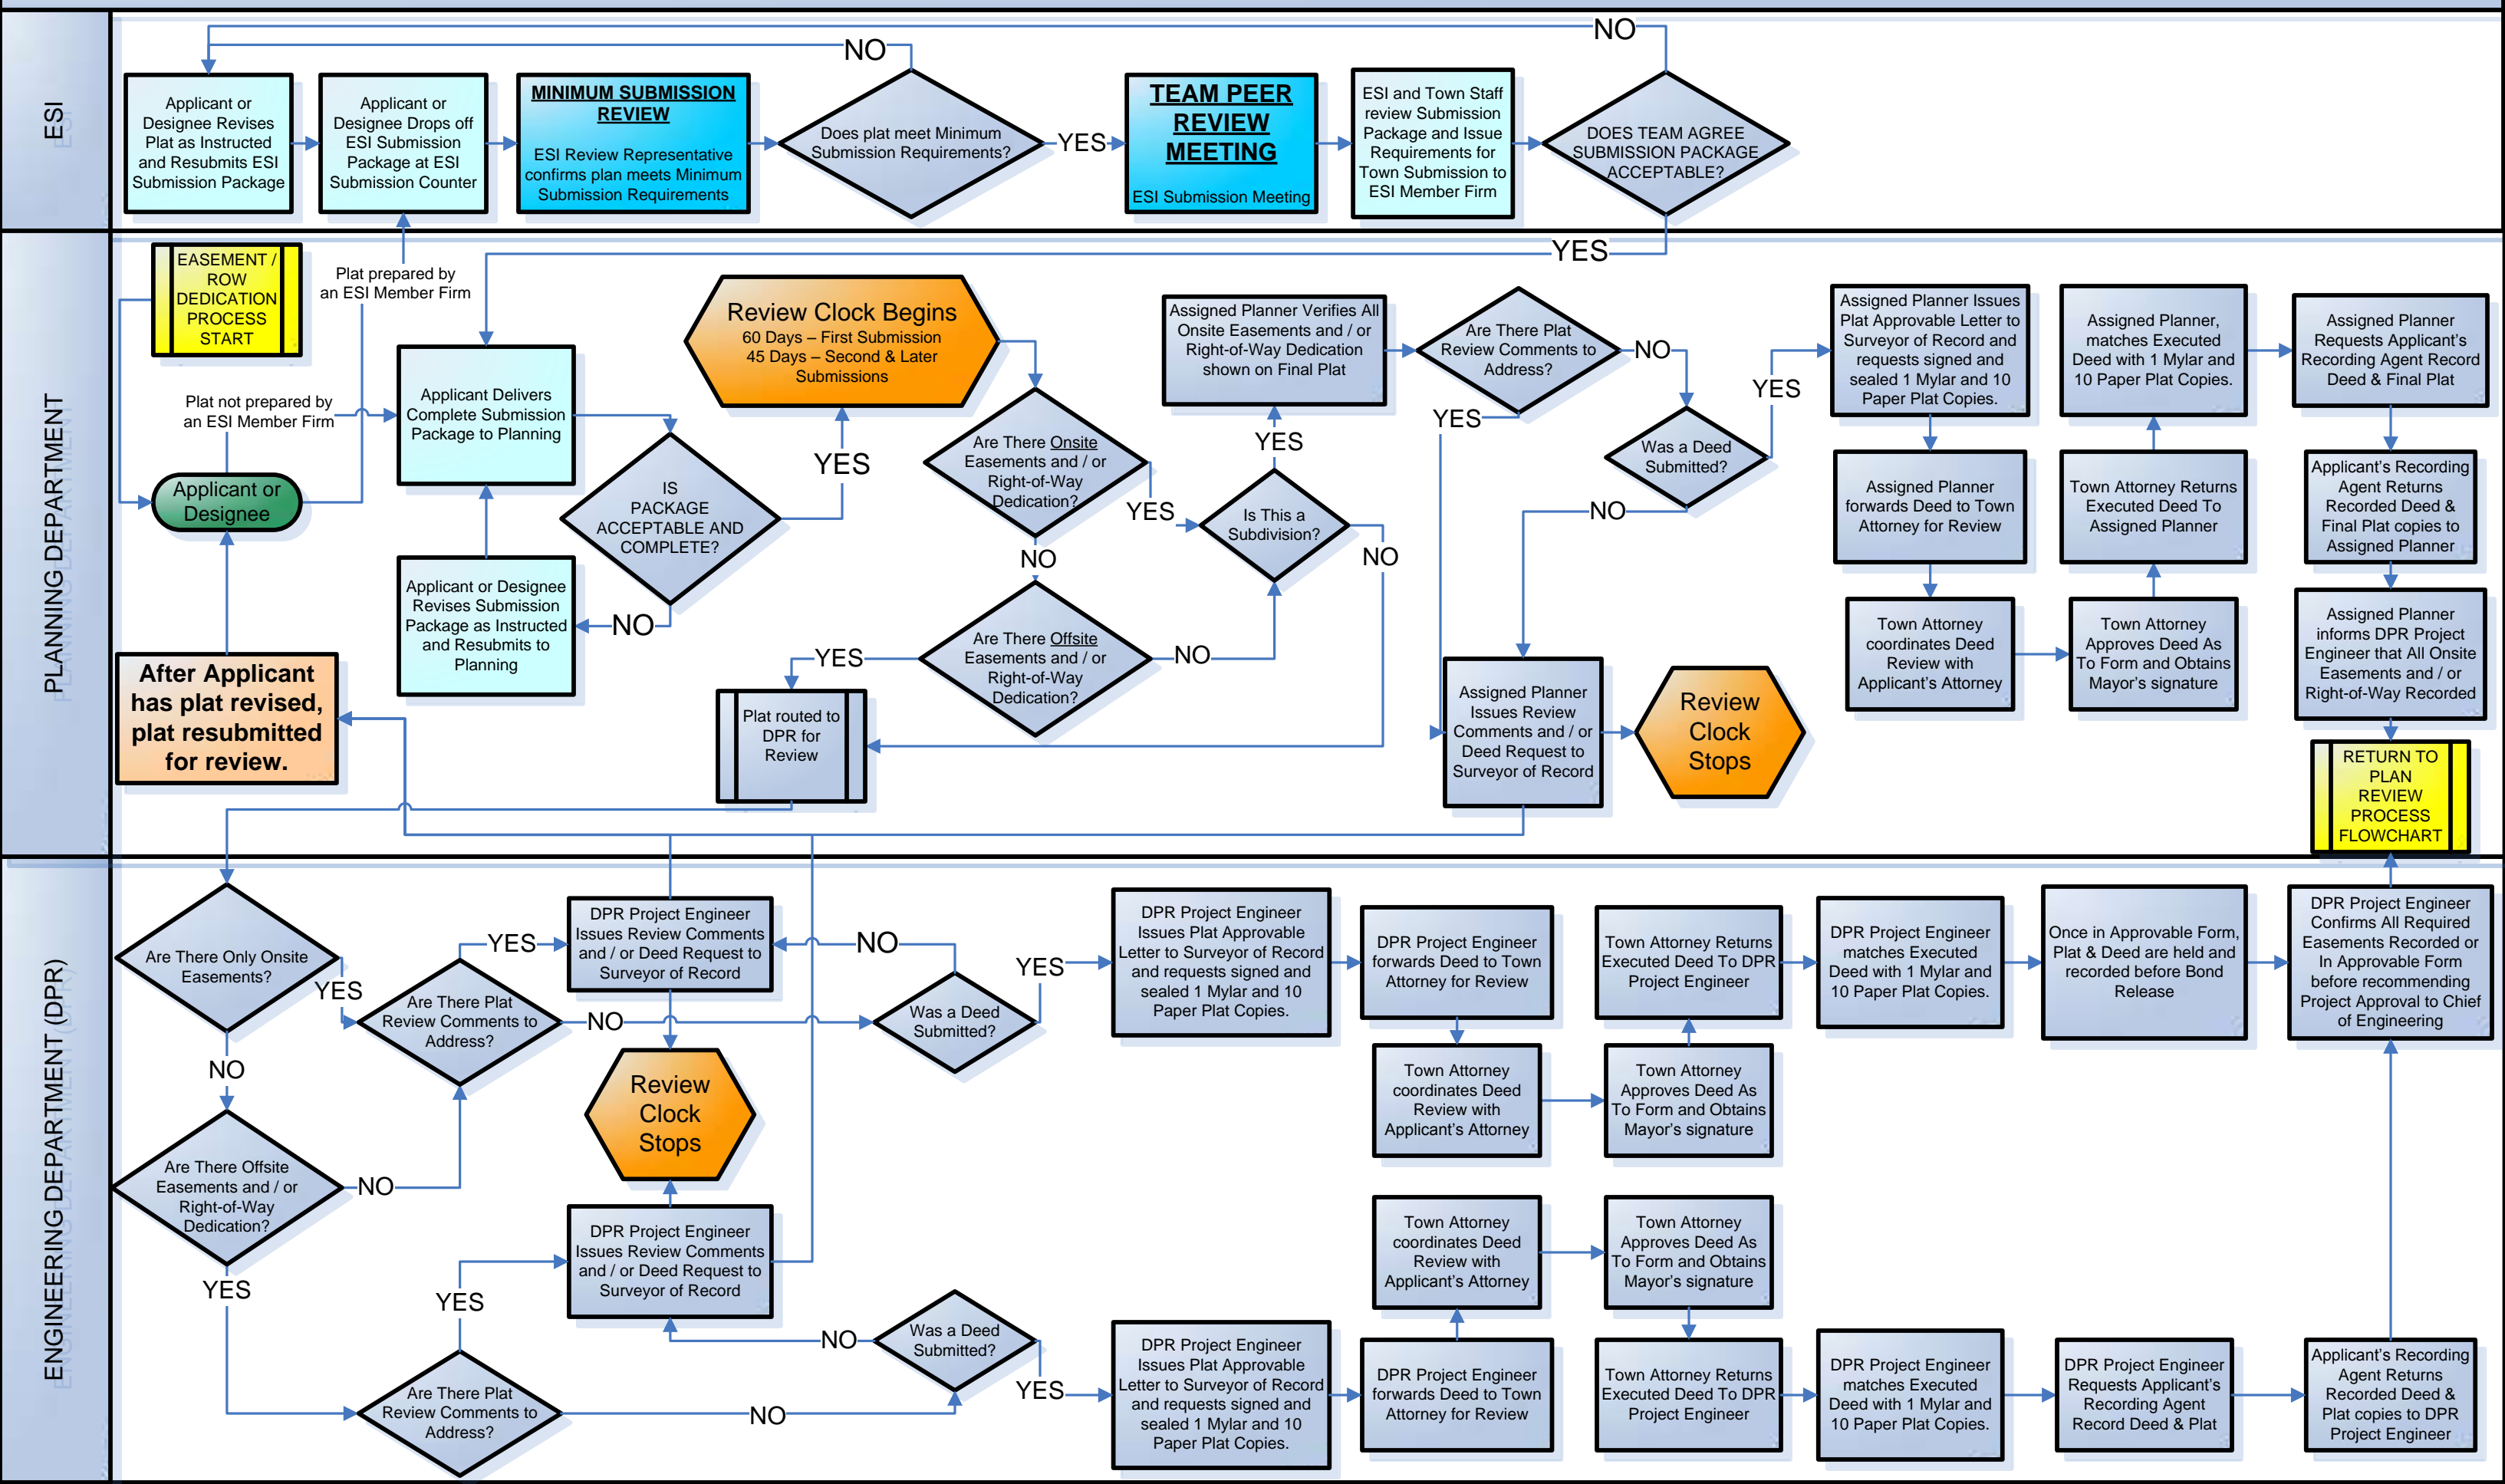 ESI
NO
NO
Applicant or
Designee Revises
Plat as Instructed
and Resubmits ESI
Submission Package
Applicant or
Designee Drops off
ESI Submission
Package at ESI
Submission Counter
MINIMUM SUBMISSION
REVIEW
ESI Review Representative
confirms plan meets Minimum
Submission Requirements
Does plat meet Minimum
Submission Requirements?
YES
TEAM PEER
REVIEW
MEETING
ESI Submission Meeting
ESI and Town Staff
review Submission
Package and Issue
Requirements for
Town Submission to
ESI Member Firm
DOES TEAM AGREE
SUBMISSION PACKAGE
ACCEPTABLE?
YES
PLANNING DEPARTMENT
EASEMENT /
ROW
DEDICATION
PROCESS
START
Plat prepared by
an ESI Member Firm
Plat not prepared by
an ESI Member Firm
Applicant or
Designee
After Applicant
has plat revised,
plat resubmitted
for review.
Applicant Delivers
Complete Submission
Package to Planning
Applicant or Designee
Revises Submission
Package as Instructed
and Resubmits to
Planning
IS
PACKAGE
ACCEPTABLE AND
COMPLETE?
NO
YES
Review Clock Begins
60 Days – First Submission
45 Days – Second & Later
Submissions
Are There Onsite
Easements and / or
Right-of-Way
Dedication?
YES
NO
Are There Offsite
Easements and / or
Right-of-Way
Dedication?
YES
NO
Plat routed to
DPR for
Review
Is This a
Subdivision?
YES
NO
Assigned Planner Verifies All
Onsite Easements and / or
Right-of-Way Dedication
shown on Final Plat
Are There Plat
Review Comments to
Address?
YES
NO
Was a Deed
Submitted?
YES
NO
Assigned Planner
Issues Review
Comments and / or
Deed Request to
Surveyor of Record
Review
Clock
Stops
Assigned Planner Issues
Plat Approvable Letter to
Surveyor of Record and
requests signed and
sealed 1 Mylar and 10
Paper Plat Copies.
Assigned Planner
forwards Deed to Town
Attorney for Review
Town Attorney
coordinates Deed
Review with
Applicant's Attorney
Town Attorney
Approves Deed As
To Form and Obtains
Mayor's signature
Town Attorney Returns
Executed Deed To
Assigned Planner
Assigned Planner,
matches Executed
Deed with 1 Mylar and
10 Paper Plat Copies.
Assigned Planner
Requests Applicant's
Recording Agent Record
Deed & Final Plat
Applicant's Recording
Agent Returns
Recorded Deed &
Final Plat copies to
Assigned Planner
Assigned Planner
informs DPR Project
Engineer that All Onsite
Easements and / or
Right-of-Way Recorded
RETURN TO
PLAN
REVIEW
PROCESS
FLOWCHART
ENGINEERING DEPARTMENT (DPR)
Are There Only Onsite
Easements?
YES
NO
Are There Offsite
Easements and / or
Right-of-Way
Dedication?
NO
YES
Are There Plat
Review Comments to
Address?
YES
NO
DPR Project Engineer
Issues Review Comments
and / or Deed Request to
Surveyor of Record
Review
Clock
Stops
NO
Was a Deed
Submitted?
YES
DPR Project Engineer
Issues Plat Approvable
Letter to Surveyor of Record
and requests signed and
sealed 1 Mylar and 10
Paper Plat Copies.
DPR Project Engineer
forwards Deed to Town
Attorney for Review
Town Attorney
coordinates Deed
Review with
Applicant's Attorney
Town Attorney
Approves Deed As
To Form and Obtains
Mayor's signature
Town Attorney Returns
Executed Deed To DPR
Project Engineer
DPR Project Engineer
matches Executed
Deed with 1 Mylar and
10 Paper Plat Copies.
Once in Approvable Form,
Plat & Deed are held and
recorded before Bond
Release
DPR Project Engineer
Confirms All Required
Easements Recorded or
In Approvable Form
before recommending
Project Approval to Chief
of Engineering
Are There Plat
Review Comments to
Address?
YES
NO
DPR Project Engineer
Issues Review Comments
and / or Deed Request to
Surveyor of Record
NO
Was a Deed
Submitted?
YES
DPR Project Engineer
Issues Plat Approvable
Letter to Surveyor of Record
and requests signed and
sealed 1 Mylar and 10
Paper Plat Copies.
DPR Project Engineer
forwards Deed to Town
Attorney for Review
Town Attorney
coordinates Deed
Review with
Applicant's Attorney
Town Attorney
Approves Deed As
To Form and Obtains
Mayor's signature
Town Attorney Returns
Executed Deed To DPR
Project Engineer
DPR Project Engineer
matches Executed
Deed with 1 Mylar and
10 Paper Plat Copies.
DPR Project Engineer
Requests Applicant's
Recording Agent
Record Deed & Plat
Applicant's Recording
Agent Returns
Recorded Deed &
Plat copies to DPR
Project Engineer